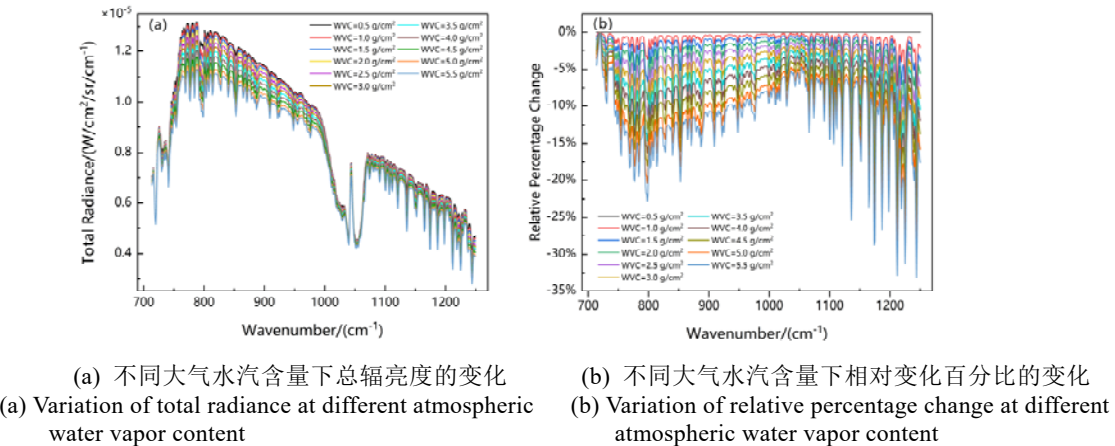 ×10⁻⁵
(a)
WVC=0.5 g/cm² WVC=3.5 g/cm²
WVC=1.0 g/cm² WVC=4.0 g/cm²
WVC=1.5 g/cm² WVC=4.5 g/cm²
WVC=2.0 g/cm² WVC=5.0 g/cm²
WVC=2.5 g/cm² WVC=5.5 g/cm²
WVC=3.0 g/cm²
1.2
1.0
0.8
0.6
0.4
Total Radiance/(W/cm²/sr/cm⁻¹)
700 800 900 1000 1100 1200
Wavenumber/(cm⁻¹)
(b)
0%
-5%
-10%
-15%
-20%
-25%
-30%
-35%
Relative Percentage Change
WVC=0.5 g/cm² WVC=3.5 g/cm²
WVC=1.0 g/cm² WVC=4.0 g/cm²
WVC=1.5 g/cm² WVC=4.5 g/cm²
WVC=2.0 g/cm² WVC=5.0 g/cm²
WVC=2.5 g/cm² WVC=5.5 g/cm²
WVC=3.0 g/cm²
700 800 900 1000 1100 1200
Wavenumber/(cm⁻¹)
(a) 不同大气水汽含量下总辐亮度的变化
(a) Variation of total radiance at different atmospheric
water vapor content
(b) 不同大气水汽含量下相对变化百分比的变化
(b) Variation of relative percentage change at different
atmospheric water vapor content